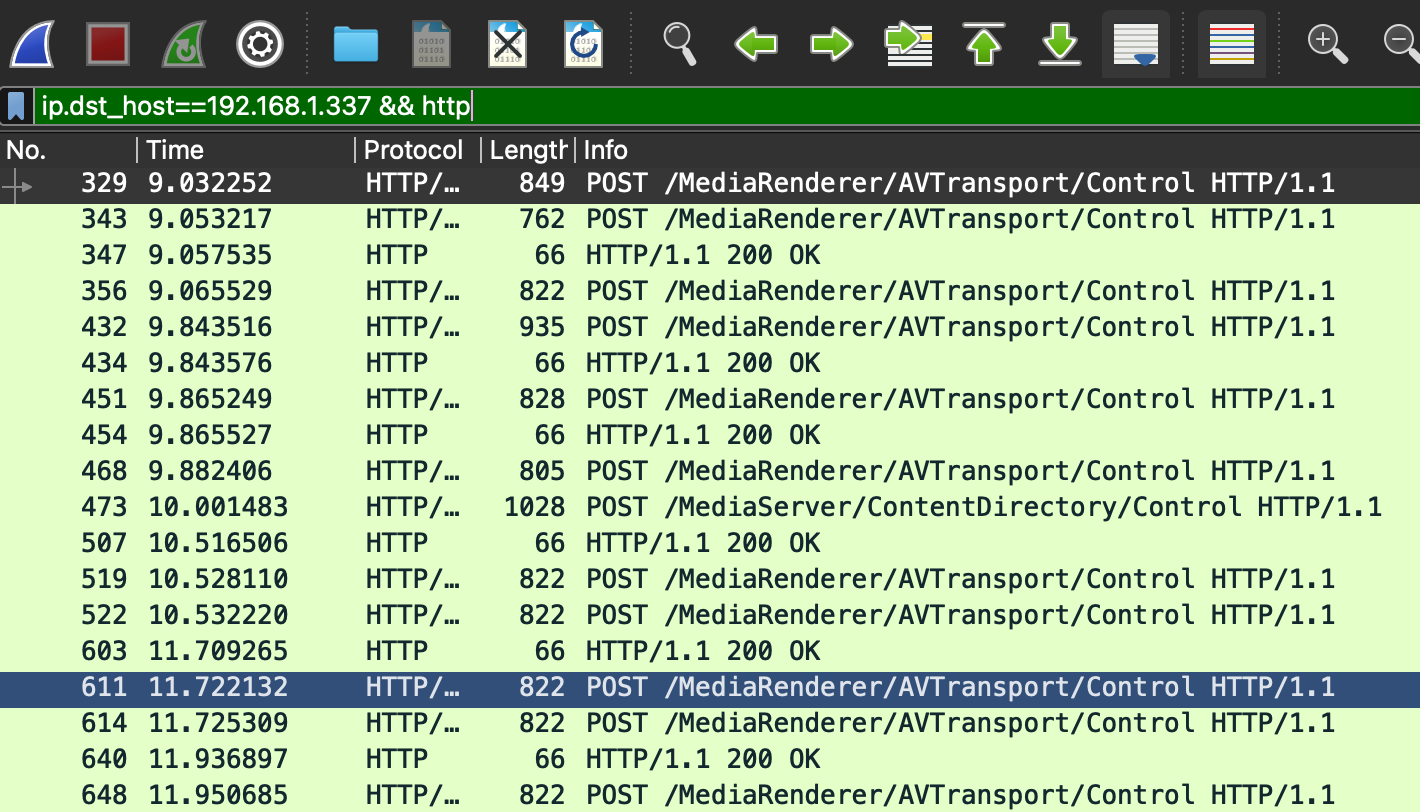 ip.dst_host==192.168.1.337 && http
No. Time Protocol Length Info
329 9.032252 HTTP/… 849 POST /MediaRenderer/AVTransport/Control HTTP/1.1
343 9.053217 HTTP/… 762 POST /MediaRenderer/AVTransport/Control HTTP/1.1
347 9.057535 HTTP 66 HTTP/1.1 200 OK
356 9.065529 HTTP/… 822 POST /MediaRenderer/AVTransport/Control HTTP/1.1
432 9.843516 HTTP/… 935 POST /MediaRenderer/AVTransport/Control HTTP/1.1
434 9.843576 HTTP 66 HTTP/1.1 200 OK
451 9.865249 HTTP/… 828 POST /MediaRenderer/AVTransport/Control HTTP/1.1
454 9.865527 HTTP 66 HTTP/1.1 200 OK
468 9.882406 HTTP/… 805 POST /MediaRenderer/AVTransport/Control HTTP/1.1
473 10.001483 HTTP/… 1028 POST /MediaServer/ContentDirectory/Control HTTP/1.1
507 10.516506 HTTP 66 HTTP/1.1 200 OK
519 10.528110 HTTP/… 822 POST /MediaRenderer/AVTransport/Control HTTP/1.1
522 10.532220 HTTP/… 822 POST /MediaRenderer/AVTransport/Control HTTP/1.1
603 11.709265 HTTP 66 HTTP/1.1 200 OK
611 11.722132 HTTP/… 822 POST /MediaRenderer/AVTransport/Control HTTP/1.1
614 11.725309 HTTP/… 822 POST /MediaRenderer/AVTransport/Control HTTP/1.1
640 11.936897 HTTP 66 HTTP/1.1 200 OK
648 11.950685 HTTP/… 822 POST /MediaRenderer/AVTransport/Control HTTP/1.1